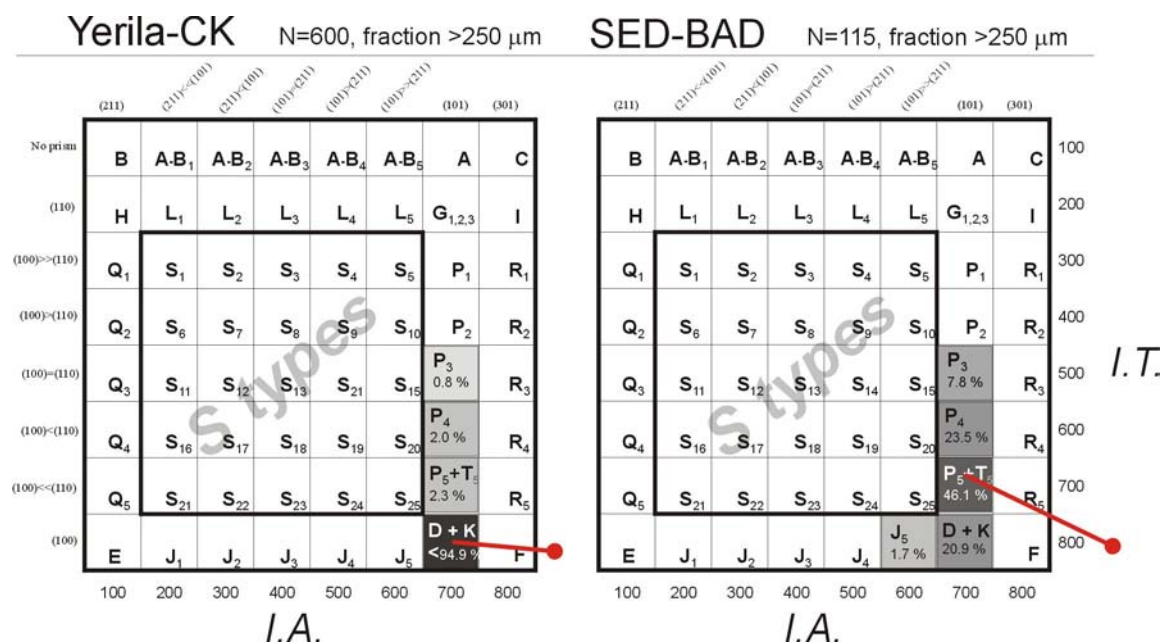 Yerila-CK N=600, fraction >250 μm SED-BAD N=115, fraction >250 μm
(211) (211)<<(101) (211)<(101) (101)=(211) (101)>(211) (101)>>(211) (101) (301) (211) (211)<<(101) (211)<(101) (101)=(211) (101)>(211) (101)>>(211) (101) (301)
No prism B A-B1 A-B2 A-B3 A-B4 A-B5 A C B A-B1 A-B2 A-B3 A-B4 A-B5 A C 100
(110) H L1 L2 L3 L4 L5 G1,2,3 I H L1 L2 L3 L4 L5 G1,2,3 I 200
(100)>>(110) Q1 S1 S2 S3 S4 S5 P1 R1 Q1 S1 S2 S3 S4 S5 P1 R1 300
(100)>(110) Q2 S6 S7 S8 S9 S10 P2 R2 Q2 S6 S7 S8 S9 S10 P2 R2 400
S types S types
(100)=(110) Q3 S11 S12 S13 S21 S15 P3 0.8 % R3 Q3 S11 S12 S13 S14 S15 P3 7.8 % R3 500 I.T.
(100)<(110) Q4 S16 S17 S18 S19 S20 P4 2.0 % R4 Q4 S16 S17 S18 S19 S20 P4 23.5 % R4 600
(100)<<(110) Q5 S21 S22 S23 S24 S25 P5+T5 2.3 % R5 Q5 S21 S22 S23 S24 S25 P5+T5 46.1 % R5 700
(100) E J1 J2 J3 J4 J5 D + K <94.9 % F E J1 J2 J3 J4 J5 1.7 % D + K 20.9 % F 800
100 200 300 400 500 600 700 800 100 200 300 400 500 600 700 800
I.A. I.A.